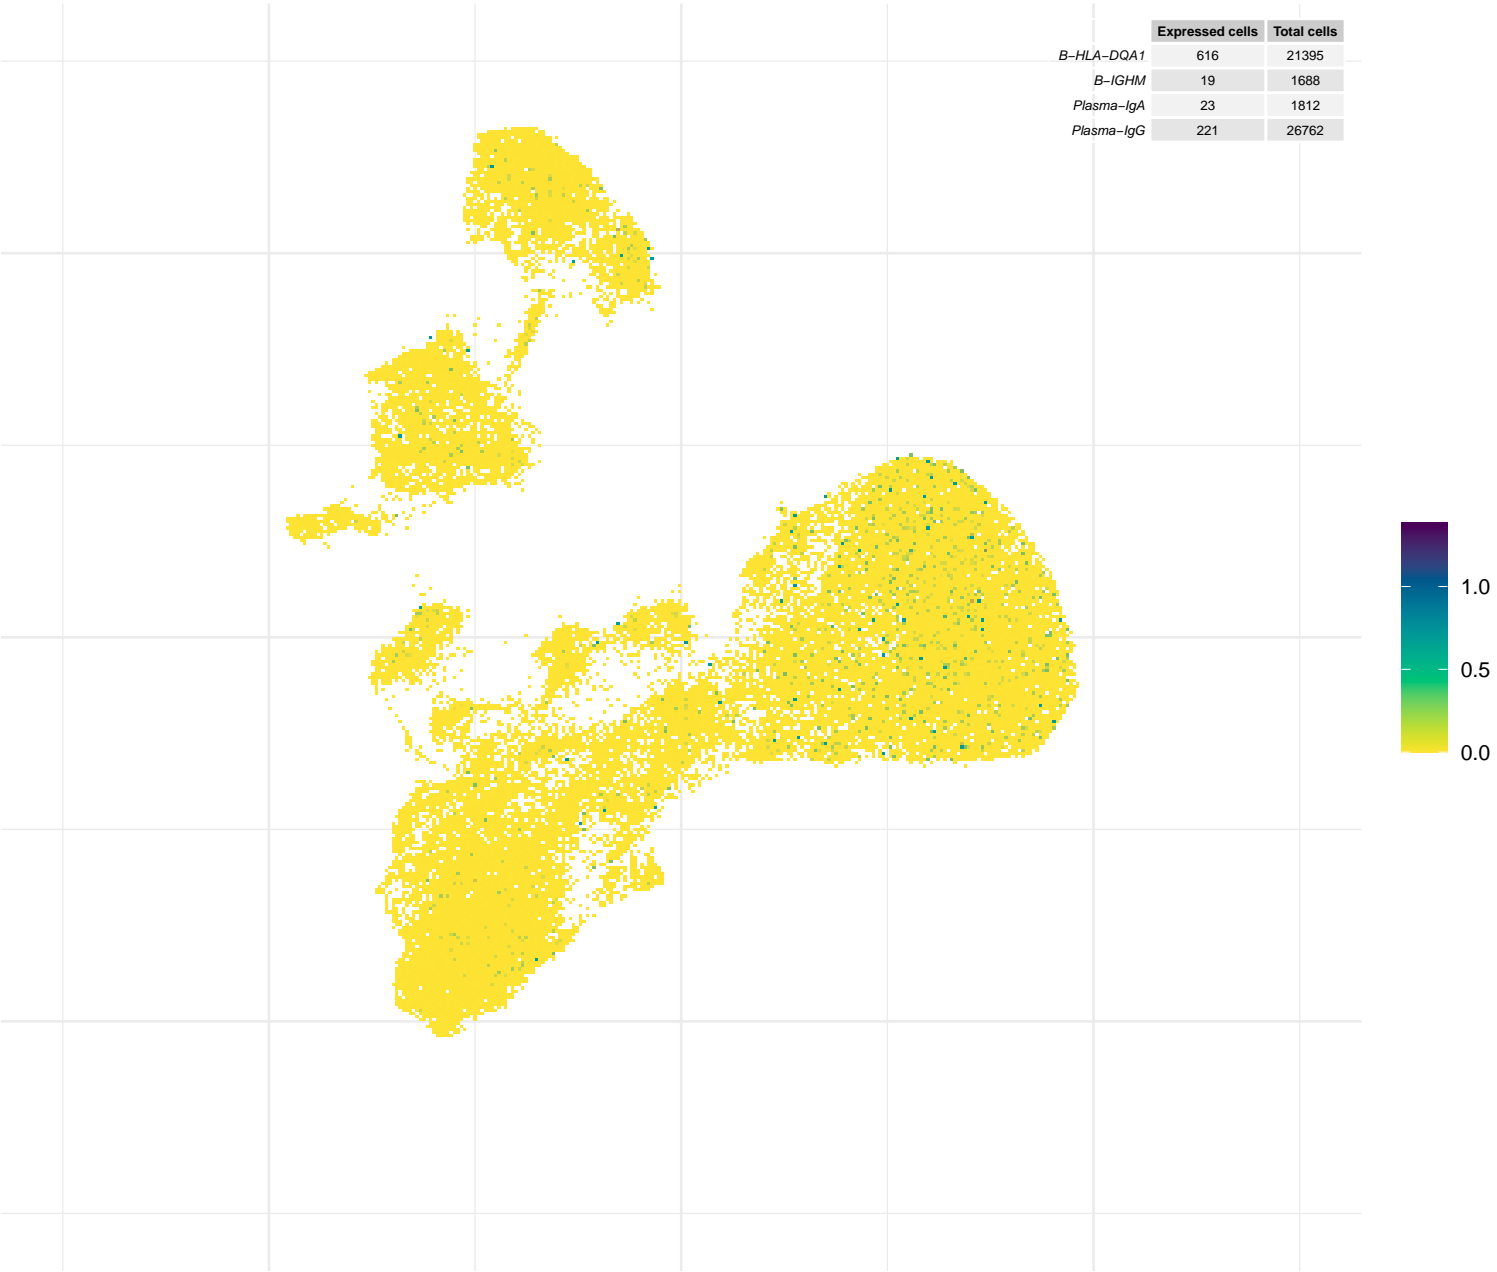 Expressed cells Total cells
B−HLA−DQA1 616 21395
B−IGHM 19 1688
Plasma−IgA 23 1812
Plasma−IgG 221 26762
1.0
0.5
0.0